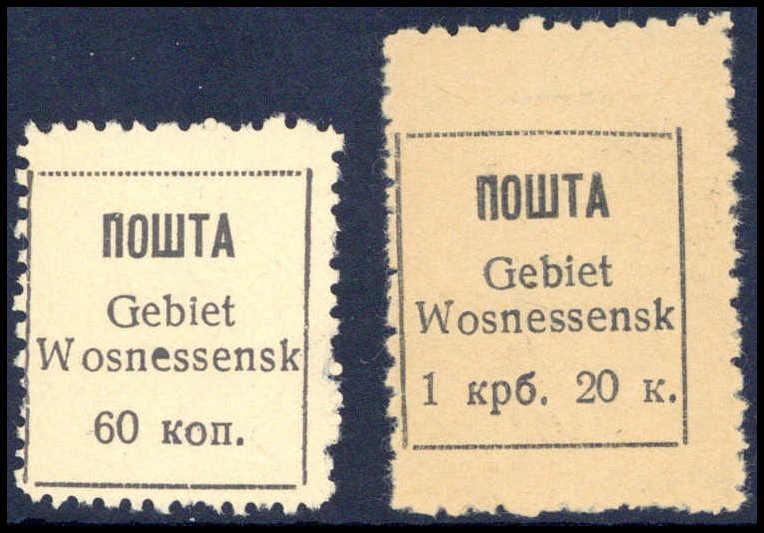 ПОШТА
Gebiet
Wosnessensk
60 коп.
ПОШТА
Gebiet
Wosnessensk
1 крб. 20 к.